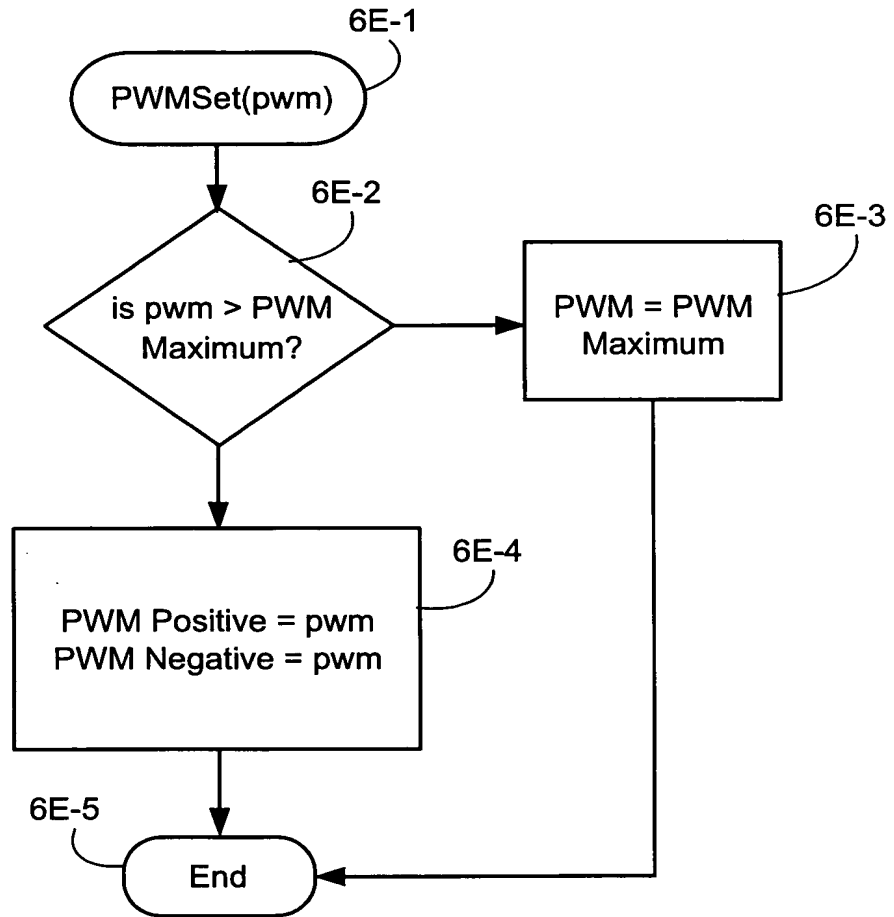 6E-1
PWMSet(pwm)
6E-2
is pwm > PWM
Maximum?
6E-3
PWM = PWM
Maximum
6E-4
PWM Positive = pwm
PWM Negative = pwm
6E-5
End